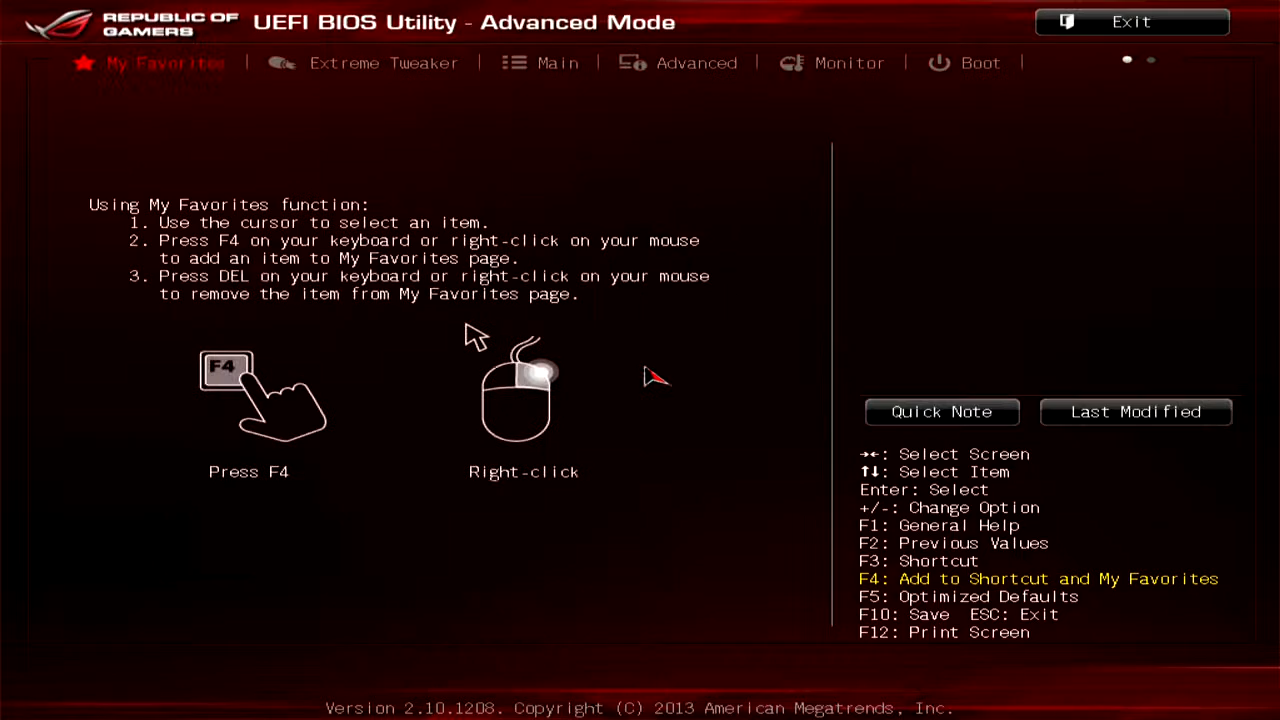 REPUBLIC OF
GAMERS
UEFI BIOS Utility - Advanced Mode
Exit
My Favorites
Extreme Tweaker
Main
Advanced
Monitor
Boot
Using My Favorites function:
1. Use the cursor to select an item.
2. Press F4 on your keyboard or right-click on your mouse
to add an item to My Favorites page.
3. Press DEL on your keyboard or right-click on your mouse
to remove the item from My Favorites page.
F4
Press F4
Right-click
Quick Note
Last Modified
→←: Select Screen
↑↓: Select Item
Enter: Select
+/-: Change Option
F1: General Help
F2: Previous Values
F3: Shortcut
F4: Add to Shortcut and My Favorites
F5: Optimized Defaults
F10: Save  ESC: Exit
F12: Print Screen
Version 2.10.1208. Copyright (C) 2013 American Megatrends, Inc.